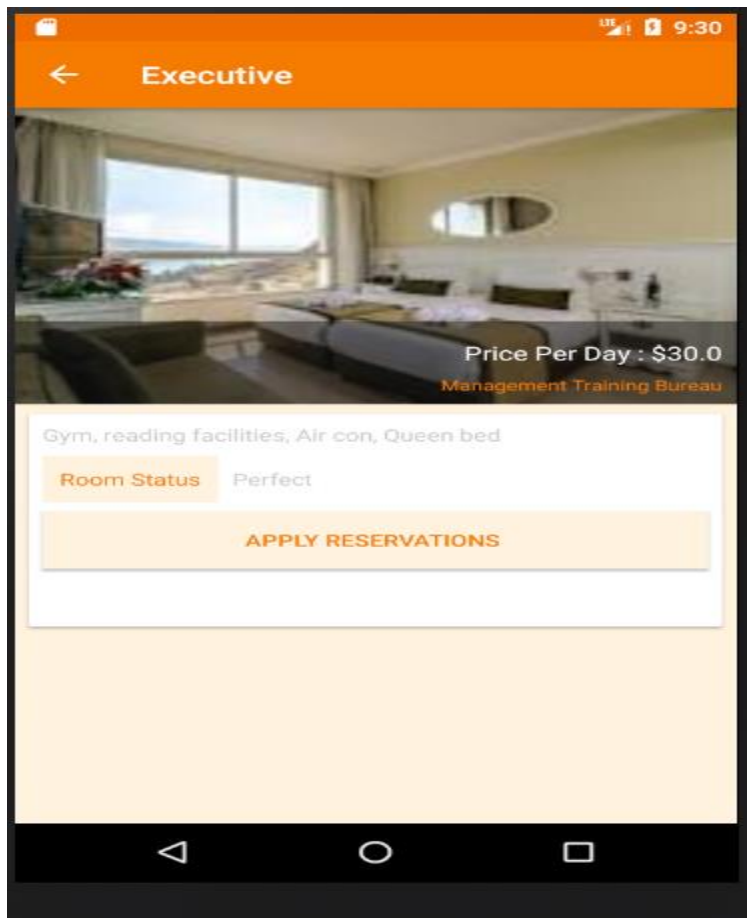 LTE 9:30
Executive
Price Per Day : $30.0
Management Training Bureau
Gym, reading facilities, Air con, Queen bed
Room Status Perfect
APPLY RESERVATIONS